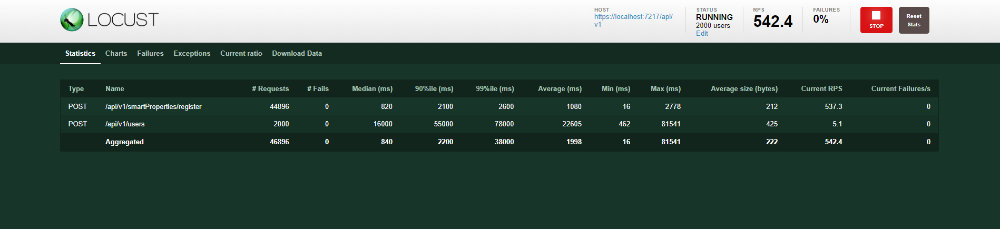 LOCUST
HOST
https://localhost:7217/api/
v1
STATUS
RUNNING
2000 users
Edit
RPS
542.4
FAILURES
0%
STOP
Reset
Stats
Statistics Charts Failures Exceptions Current ratio Download Data
Type Name # Requests # Fails Median (ms) 90%ile (ms) 99%ile (ms) Average (ms) Min (ms) Max (ms) Average size (bytes) Current RPS Current Failures/s
POST /api/v1/smartProperties/register 44896 0 820 2100 2600 1080 16 2778 212 537.3 0
POST /api/v1/users 2000 0 16000 55000 78000 22605 462 81541 425 5.1 0
Aggregated 46896 0 840 2200 38000 1998 16 81541 222 542.4 0